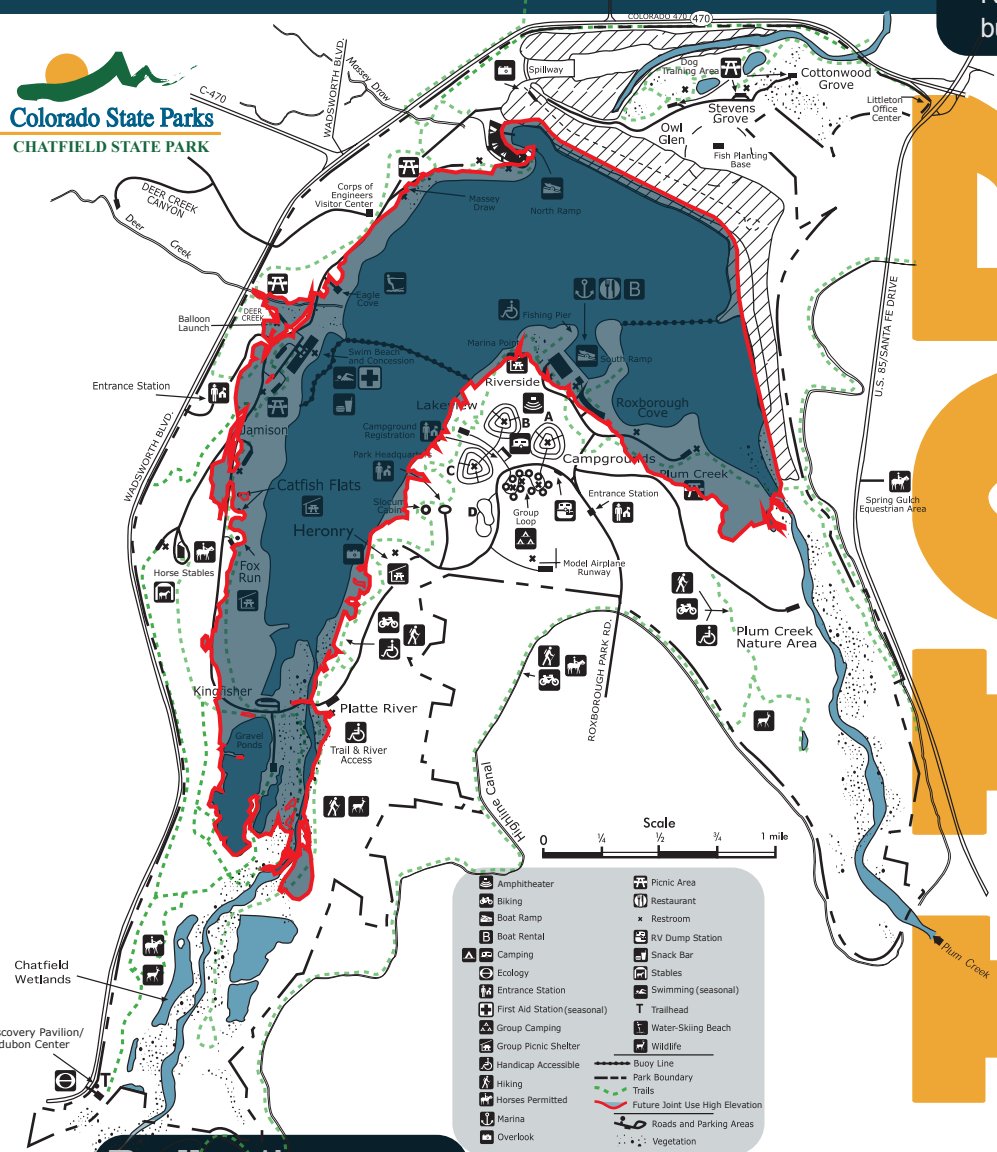 COLORADO 470
470
bu
Colorado State Parks
CHATFIELD STATE PARK
C-470
WADSWORTH BLVD.
Massey Draw
Spillway
Dog
Training Area
Cottonwood
Grove
Stevens
Grove
Littleton
Office
Center
Owl
Glen
Fish Planting
Base
DEER CREEK
CANYON
Corps of
Engineers
Visitor Center
Massey
Draw
North Ramp
Deer Creek
Eagle
Cove
Balloon
Launch
DEER
CREEK
B
Fishing Pier
Marina Point
South Ramp
Swim Beach
and Concession
Entrance Station
Riverside
Roxborough
Cove
Lakeview
B
A
Campground
Registration
Jamison
Campgrounds
Park Headquarters
C
Plum Creek
WADSWORTH BLVD.
U.S. 85/SANTA FE DRIVE
Catfish Flats
Slocum
Cabin
D
Group
Loop
Entrance Station
Spring Gulch
Equestrian Area
Heronry
Model Airplane
Runway
Horse Stables
Fox
Run
Plum Creek
Nature Area
ROXBOROUGH PARK RD.
Kingfisher
Platte River
Gravel
Ponds
Trail & River
Access
Highline Canal
Scale
0 ¼ ½ ¾ 1 mile
Amphitheater
Biking
Boat Ramp
B Boat Rental
Camping
Ecology
Entrance Station
First Aid Station (seasonal)
Group Camping
Group Picnic Shelter
Handicap Accessible
Hiking
Horses Permitted
Marina
Overlook
Picnic Area
Restaurant
x Restroom
RV Dump Station
Snack Bar
Stables
Swimming (seasonal)
T Trailhead
Water-Skiing Beach
Wildlife
Buoy Line
Park Boundary
Trails
Future Joint Use High Elevation
Roads and Parking Areas
Vegetation
Plum Creek
Chatfield
Wetlands
scovery Pavilion/
dubon Center
T